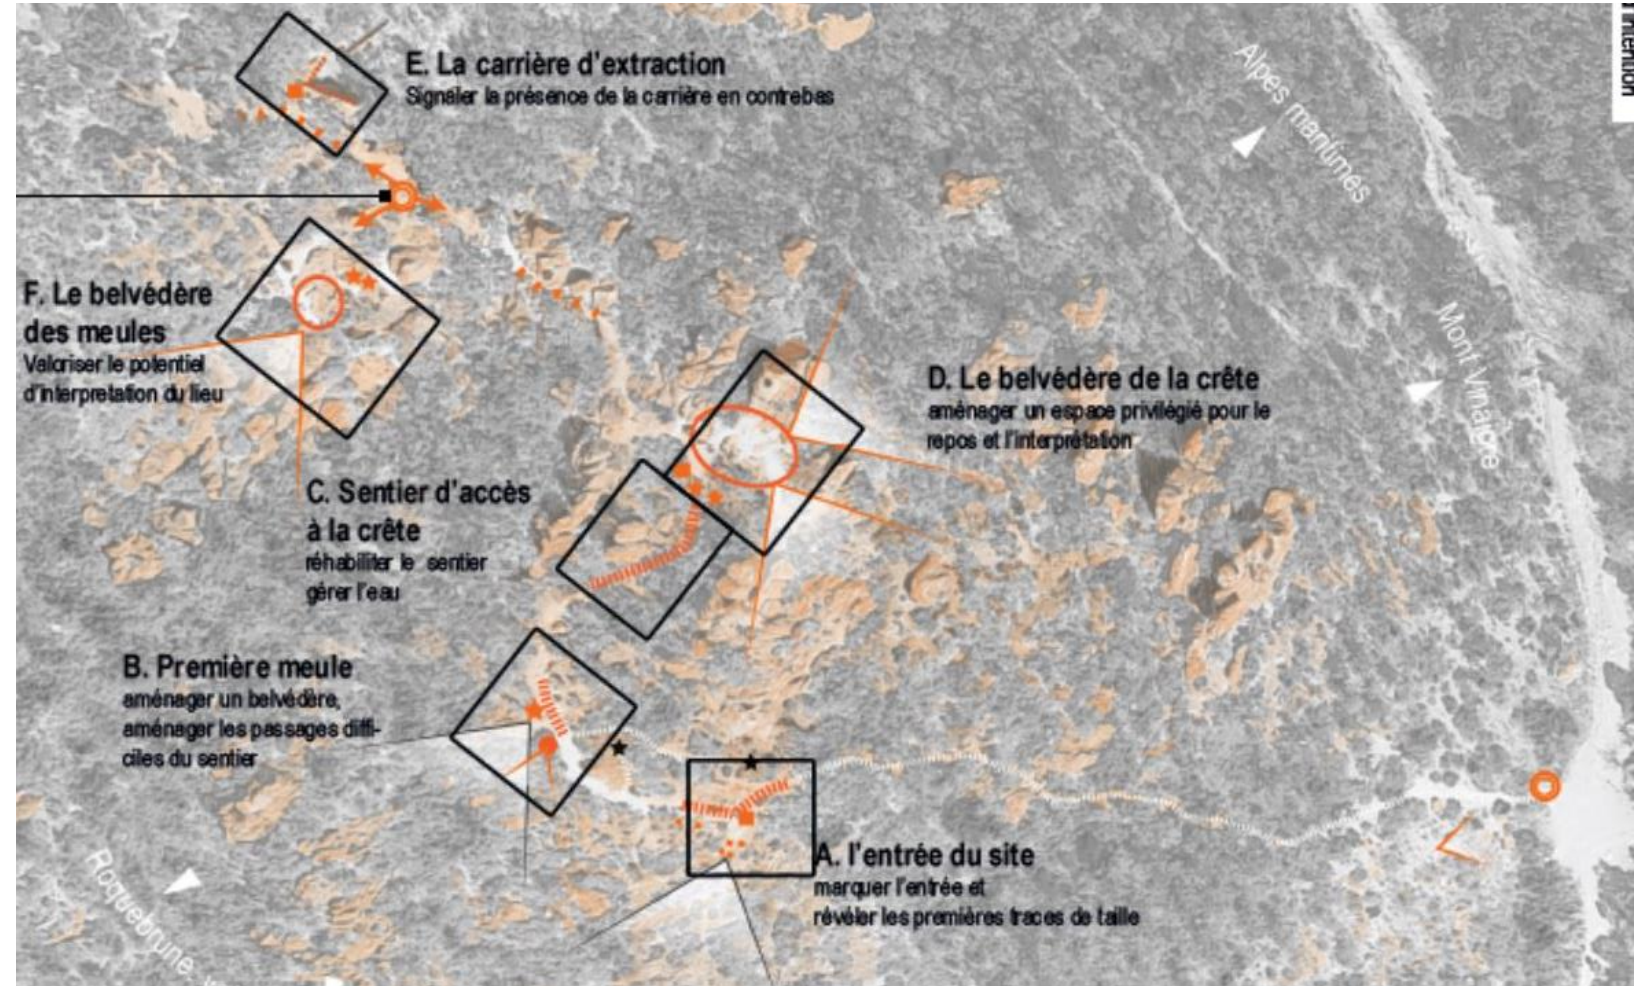 E. La carrière d'extraction
Signaler la présence de la carrière en contrebas
Alpes maritimes
F. Le belvédère
des meules
Valoriser le potentiel
d'interpretation du lieu
Mont Vinaigre
D. Le belvédère de la crête
aménager un espace privilégié pour le
repos et l'interprétation
C. Sentier d'accès
à la crête
réhabiliter le sentier
gérer l'eau
B. Première meule
aménager un belvédère,
aménager les passages diffi-
ciles du sentier
A. l'entrée du site
marquer l'entrée et
révéler les premières traces de taille
Roquebrune,